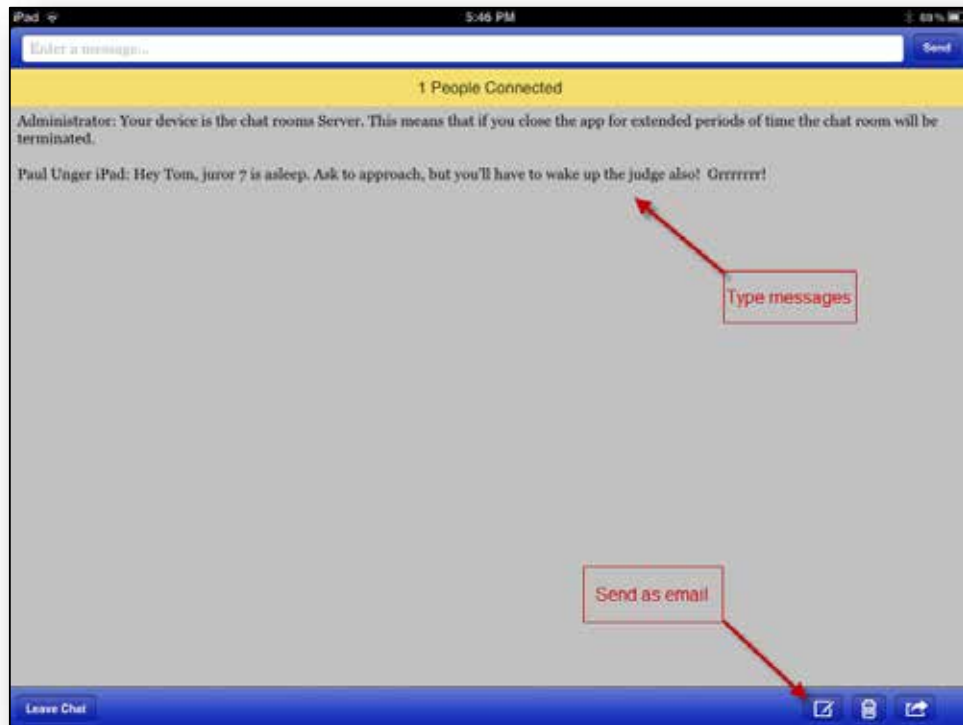 iPad
5:46 PM
Enter a message...
Send
1 People Connected
Administrator: Your device is the chat rooms Server. This means that if you close the app for extended periods of time the chat room will be
terminated.
Paul Unger iPad: Hey Tom, juror 7 is asleep. Ask to approach, but you'll have to wake up the judge also!  Grrrrrr!
Type messages
Send as email
Leave Chat